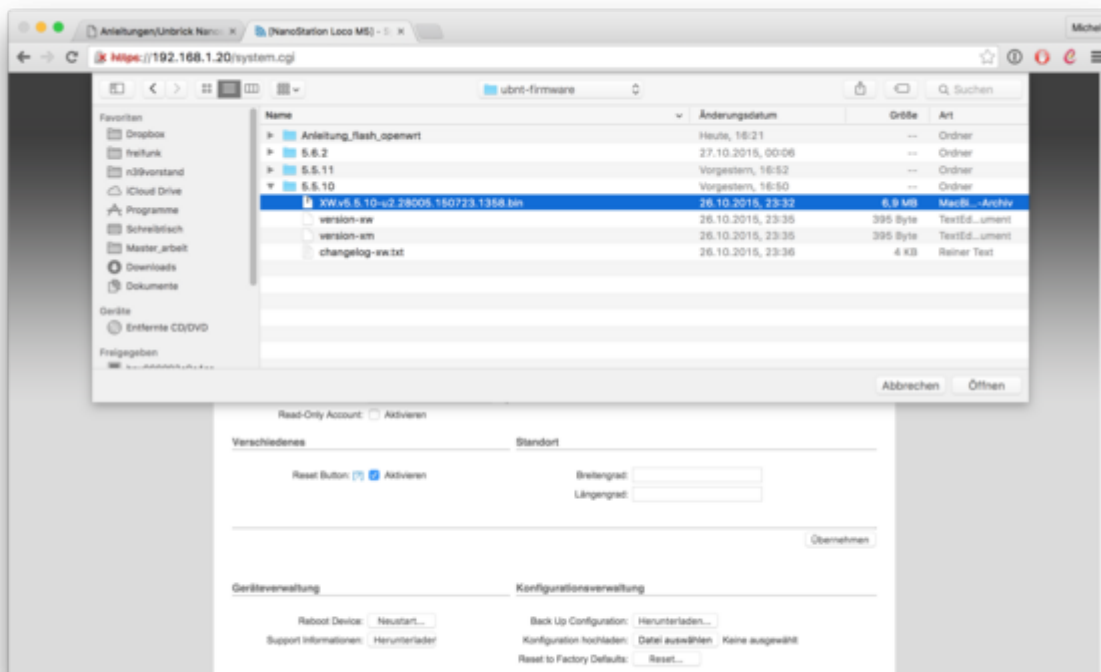 Anleitungen/Unbrick Nano
(NanoStation Loco M5) - S
Michel
https://192.168.1.20/system.cgi
ubnt-firmware
Suchen
Favoriten
Dropbox
freifunk
n39vorstand
iCloud Drive
Programme
Schreibtisch
Master_arbeit
Downloads
Dokumente
Geräte
Entfernte CD/DVD
Freigegeben
Name Änderungsdatum Größe Art
Anleitung_flash_openwrt Heute, 16:21 -- Ordner
5.6.2 27.10.2015, 00:06 -- Ordner
5.5.11 Vorgestern, 16:52 -- Ordner
5.5.10 Vorgestern, 16:50 -- Ordner
XW.v5.5.10-u2.28005.150723.1358.bin 26.10.2015, 23:32 6,9 MB MacBi...-Archiv
version-xw 26.10.2015, 23:35 395 Byte TextEd...ument
version-xm 26.10.2015, 23:35 395 Byte TextEd...ument
changelog-xw.txt 26.10.2015, 23:36 4 KB Reiner Text
Abbrechen Öffnen
Read-Only Account: Aktivieren
Verschiedenes
Reset Button: [?] Aktivieren
Standort
Breitengrad:
Längengrad:
Übernehmen
Geräteverwaltung
Reboot Device: Neustart...
Support Informationen: Herunterladen
Konfigurationsverwaltung
Back Up Configuration: Herunterladen...
Konfiguration hochladen: Datei auswählen Keine ausgewählt
Reset to Factory Defaults: Reset...